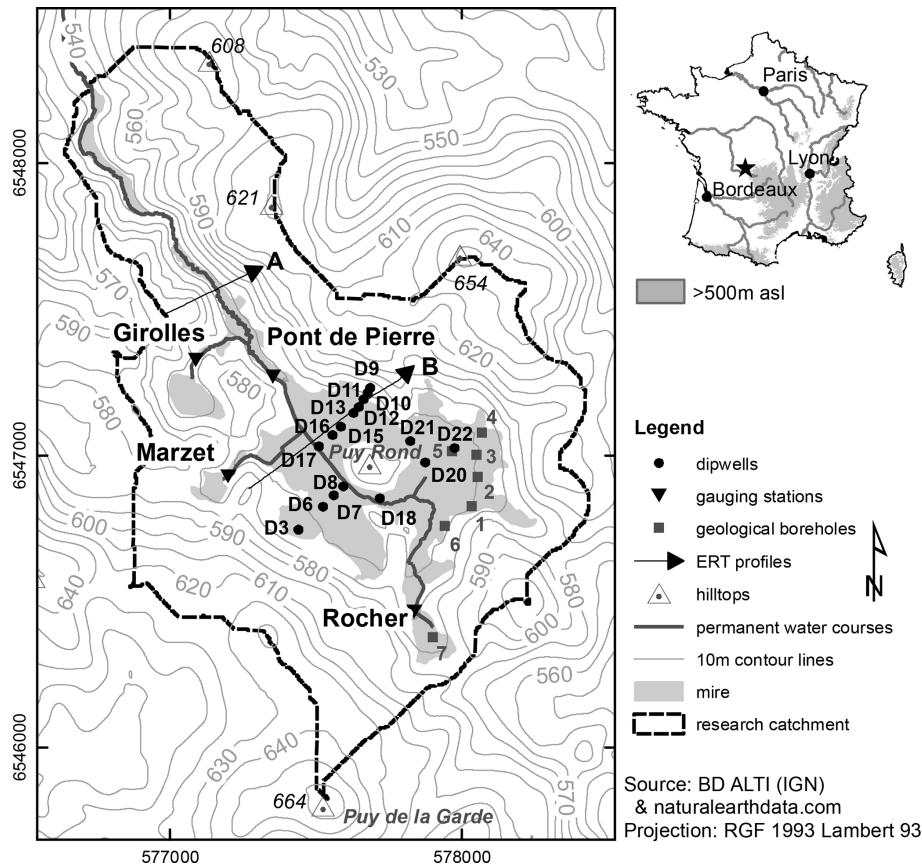 540
608
530
560
550
6548000
621
590
600
610
640
654
570
A
Girolles
Pont de Pierre
590
620
580
B
D9
D11
D10
D13
D12
580
D16
D15
D21
4
D22
5
3
Marzet
Puy Rond
D17
D20
6547000
D8
2
D6
D7
D18
1
600
590
D3
6
580
590
610
620
640
Rocher
600
7
560
6546000
630
640
664
Puy de la Garde
570
577000
578000
Paris
Lyon
Bordeaux
>500m asl
Legend
dipwells
gauging stations
geological boreholes
ERT profiles
hilltops
permanent water courses
10m contour lines
mire
research catchment
N
Source: BD ALTI (IGN)
& naturalearthdata.com
Projection: RGF 1993 Lambert 93